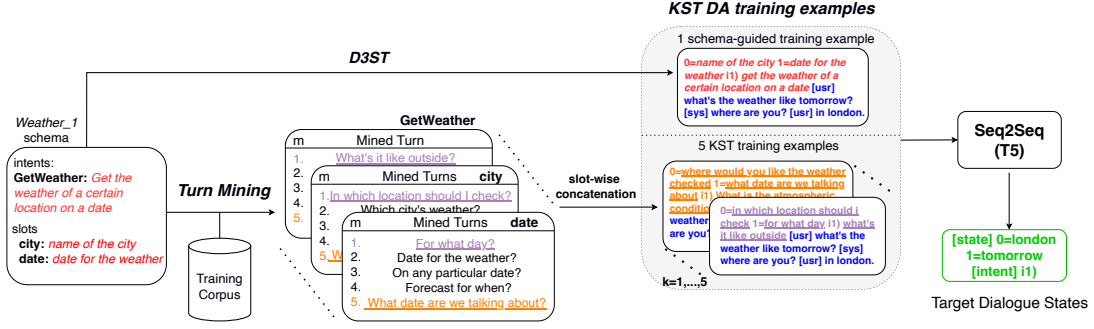 KST DA training examples
1 schema-guided training example
D3ST
0=name of the city 1=date for the
weather i1) get the weather of a
certain location on a date [usr]
what's the weather like tomorrow?
[sys] where are you? [usr] in london.
Weather_1
schema
intents:
GetWeather: Get the
weather of a certain
location on a date
slots
city: name of the city
date: date for the weather
Turn Mining
Training
Corpus
GetWeather
m Mined Turn
1. What's it like outside?
2.
3.
4.
5.
m Mined Turns city
1. In which location should I check?
2. Which city's weather?
3.
4.
5. W
m Mined Turns date
1. For what day?
2. Date for the weather?
3. On any particular date?
4. Forecast for when?
5. What date are we talking about?
slot-wise
concatenation
5 KST training examples
0=where would you like the weather
checked 1=what date are we talking
about i1) What is the atmospheric
conditio
weather
are you?
0=in which location should i
check 1=for what day i1) what's
it like outside [usr] what's the
weather like tomorrow? [sys]
where are you? [usr] in london.
k=1,...,5
Seq2Seq
(T5)
[state] 0=london
1=tomorrow
[intent] i1)
Target Dialogue States